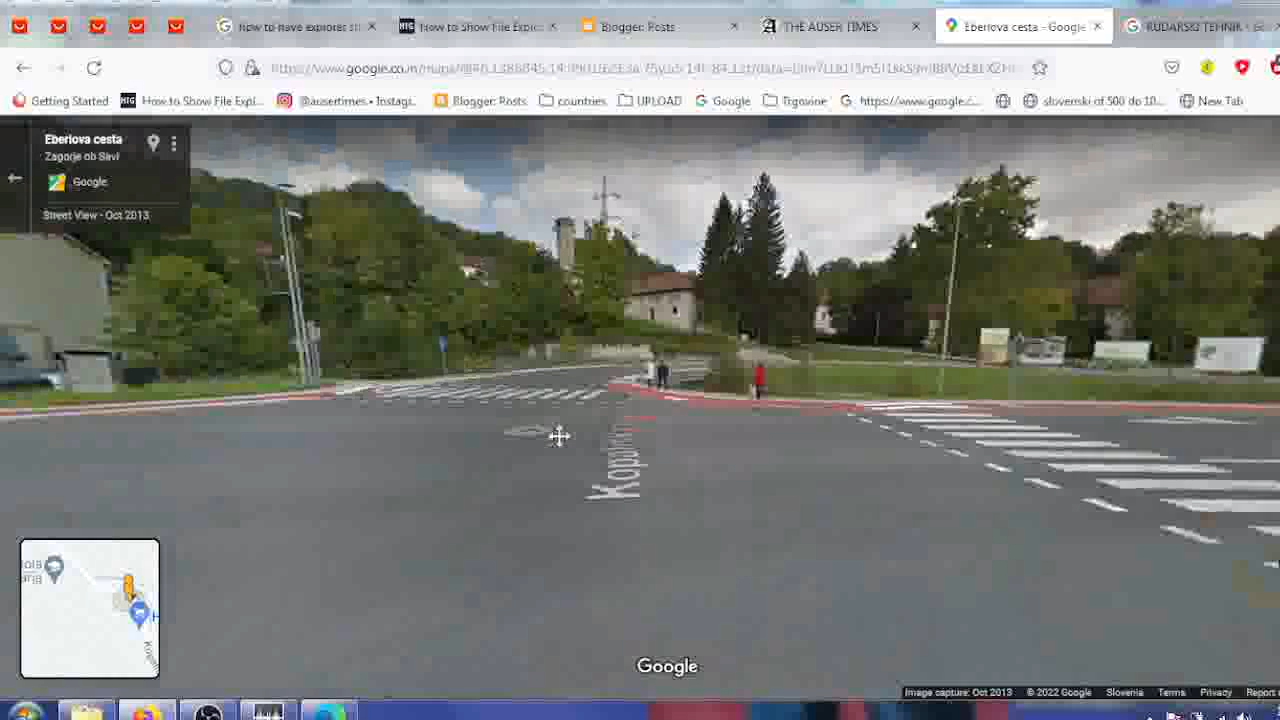 how to have explorer sh
How to Show File Explo
Blogger: Posts
THE AUSER TIMES
Eberlova cesta - Google
RUDARSKI TEHNIK - G
Getting Started
How to Show File Expl...
@ausertimes • Instagr...
Blogger: Posts
countries
UPLOAD
Google
Trgovine
https://www.google.c...
slovenski of 500 do 10...
New Tab
Eberlova cesta
Zagorje ob Savi
Google
Street View - Oct 2013
Google
Image capture: Oct 2013
© 2022 Google
Slovenia
Terms
Privacy
Report